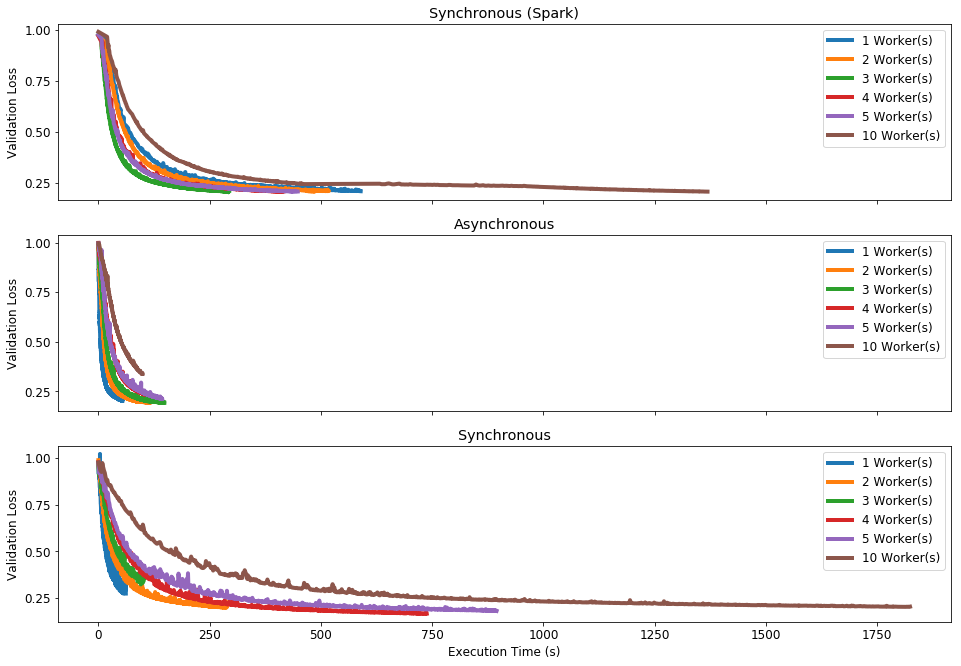 Synchronous (Spark)
Validation Loss
1.00
0.75
0.50
0.25
1 Worker(s)
2 Worker(s)
3 Worker(s)
4 Worker(s)
5 Worker(s)
10 Worker(s)
Asynchronous
Validation Loss
1.00
0.75
0.50
0.25
1 Worker(s)
2 Worker(s)
3 Worker(s)
4 Worker(s)
5 Worker(s)
10 Worker(s)
Synchronous
Validation Loss
1.00
0.75
0.50
0.25
1 Worker(s)
2 Worker(s)
3 Worker(s)
4 Worker(s)
5 Worker(s)
10 Worker(s)
0 250 500 750 1000 1250 1500 1750
Execution Time (s)